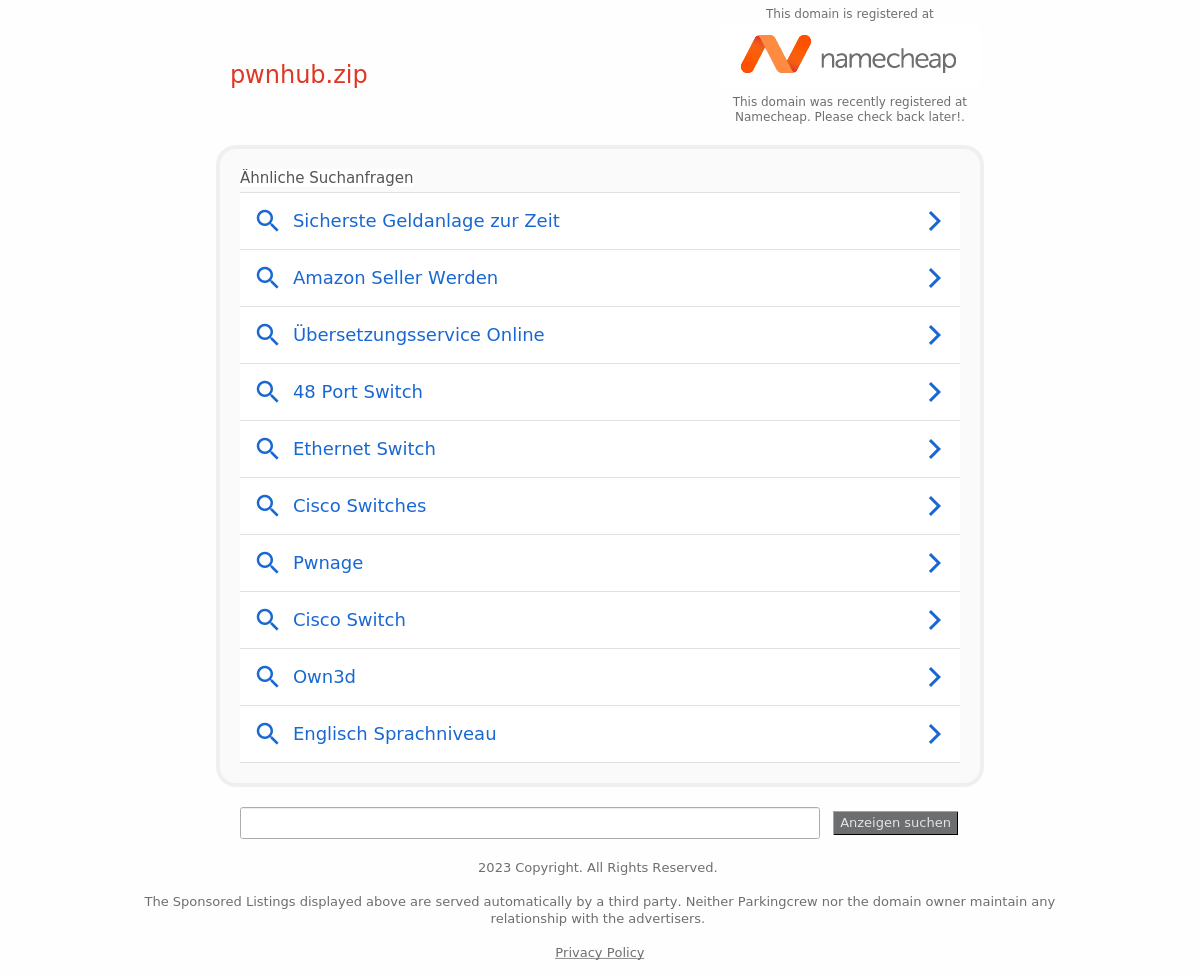 This domain is registered at
namecheap
pwnhub.zip
This domain was recently registered at
Namecheap. Please check back later!.
Ähnliche Suchanfragen
Sicherste Geldanlage zur Zeit
Amazon Seller Werden
Übersetzungsservice Online
48 Port Switch
Ethernet Switch
Cisco Switches
Pwnage
Cisco Switch
Own3d
Englisch Sprachniveau
Anzeigen suchen
2023 Copyright. All Rights Reserved.
The Sponsored Listings displayed above are served automatically by a third party. Neither Parkingcrew nor the domain owner maintain any
relationship with the advertisers.
Privacy Policy